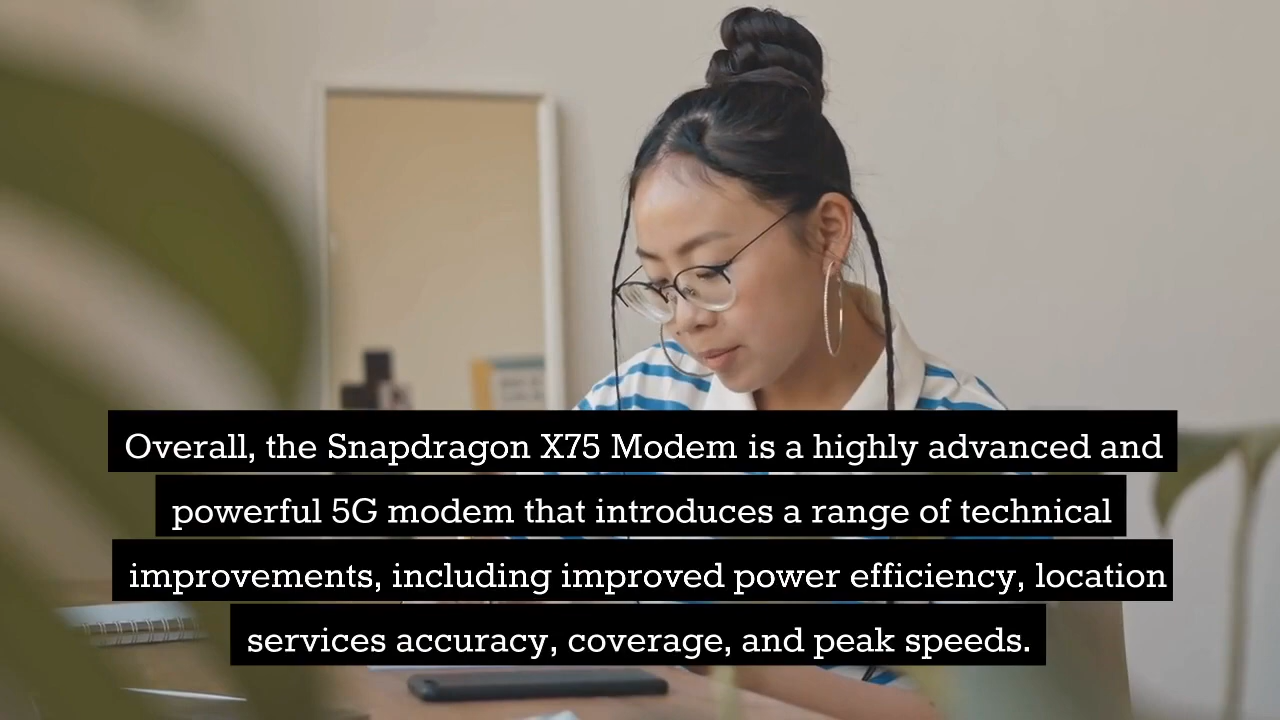 Overall, the Snapdragon X75 Modem is a highly advanced and
powerful 5G modem that introduces a range of technical
improvements, including improved power efficiency, location
services accuracy, coverage, and peak speeds.